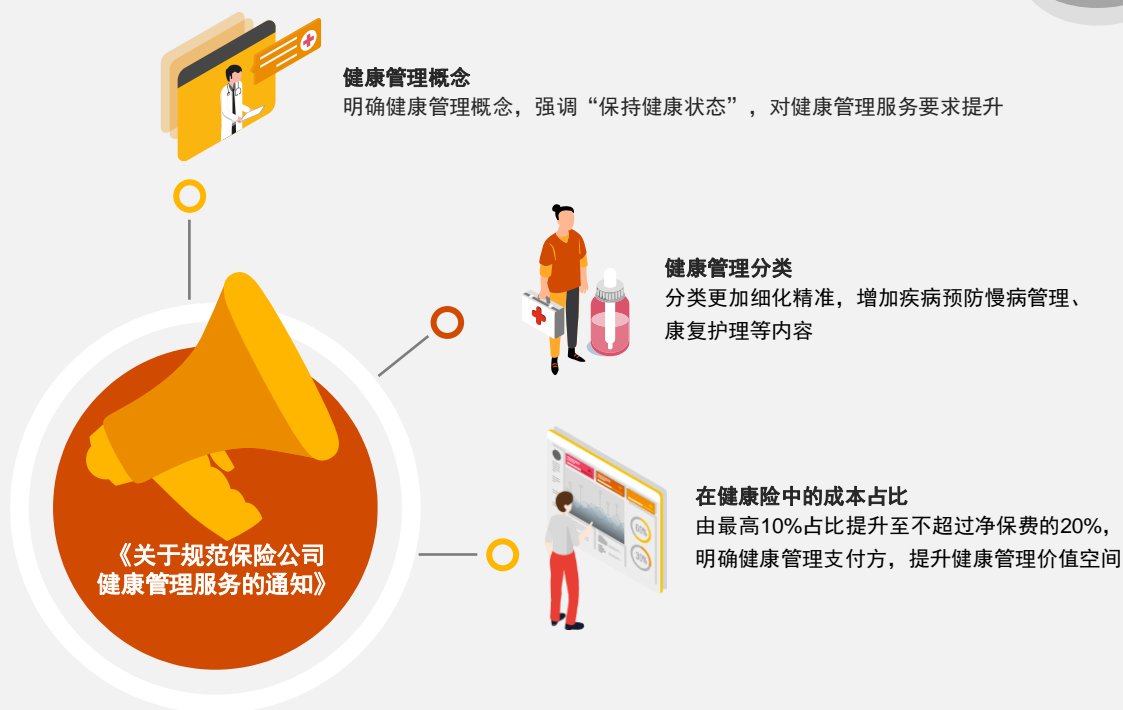 健康管理概念
明确健康管理概念，强调“保持健康状态”，对健康管理服务要求提升
健康管理分类
分类更加细化精准，增加疾病预防慢病管理、
康复护理等内容
在健康险中的成本占比
由最高10%占比提升至不超过净保费的20%，
明确健康管理支付方，提升健康管理价值空间
《关于规范保险公司
健康管理服务的通知》